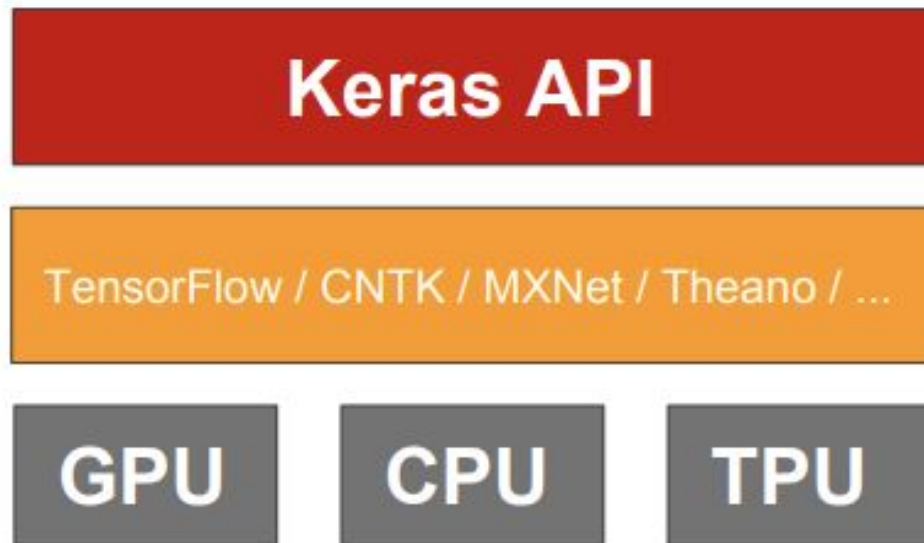 Keras API
TensorFlow / CNTK / MXNet / Theano / ...
GPU CPU TPU